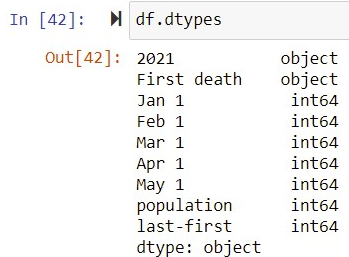 In [42]: df.dtypes
Out[42]: 2021 object
First death object
Jan 1 int64
Feb 1 int64
Mar 1 int64
Apr 1 int64
May 1 int64
population int64
last-first int64
dtype: object